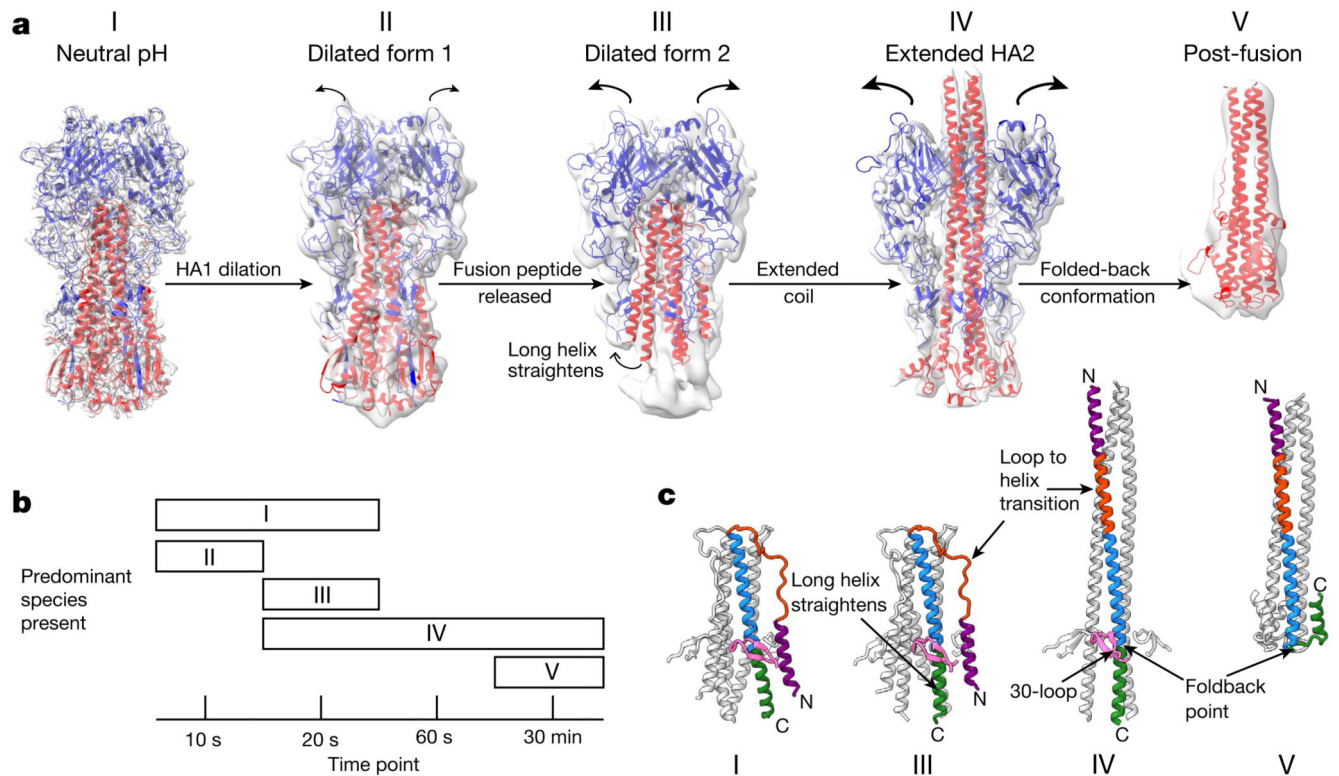 a
I
II
III
IV
V
Neutral pH
Dilated form 1
Dilated form 2
Extended HA2
Post-fusion
HA1 dilation
Fusion peptide
released
Extended
coil
Folded-back
conformation
Long helix
straightens
b
I
II
III
IV
V
Predominant
species
present
10 s
20 s
60 s
30 min
Time point
c
Long helix
straightens
Loop to
helix
transition
30-loop
Foldback
point
N
C
N
C
N
C
N
C
I
III
IV
V